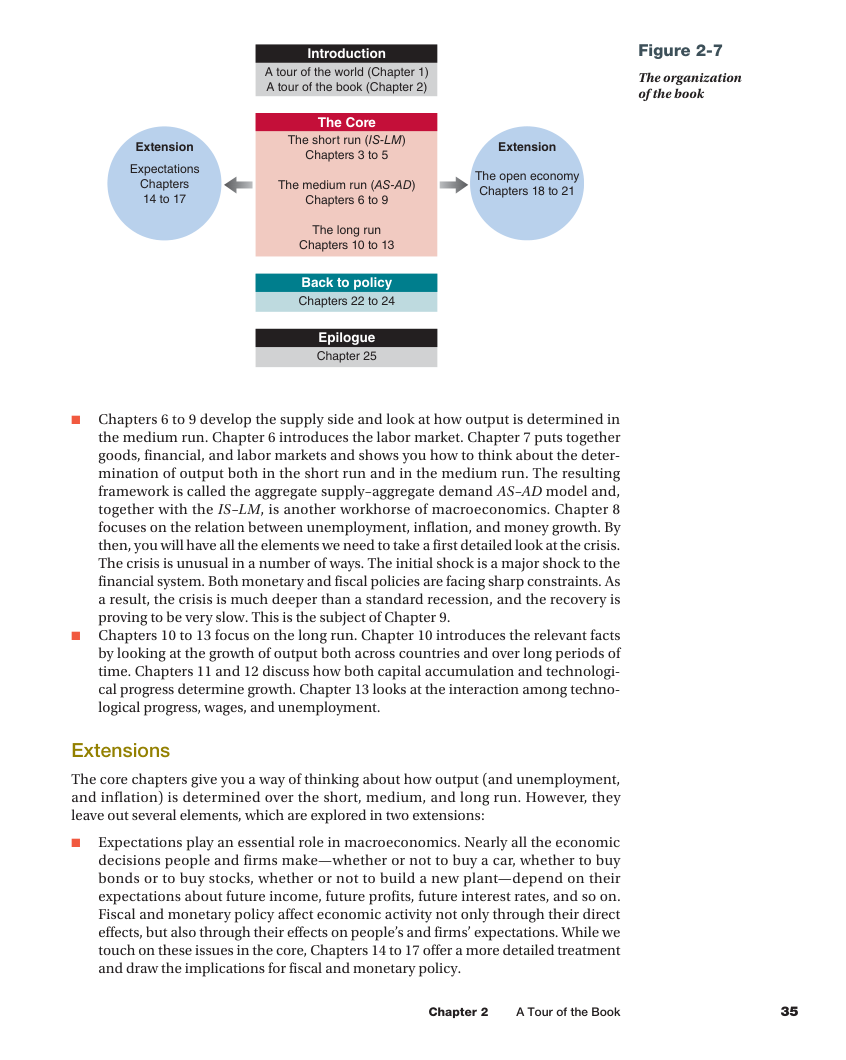 Introduction
A tour of the world (Chapter 1)
A tour of the book (Chapter 2)
Figure 2-7
The organization
of the book
The Core
The short run (IS-LM)
Chapters 3 to 5
The medium run (AS-AD)
Chapters 6 to 9
The long run
Chapters 10 to 13
Extension
Expectations
Chapters
14 to 17
Extension
The open economy
Chapters 18 to 21
Back to policy
Chapters 22 to 24
Epilogue
Chapter 25
■ Chapters 6 to 9 develop the supply side and look at how output is determined in
the medium run. Chapter 6 introduces the labor market. Chapter 7 puts together
goods, financial, and labor markets and shows you how to think about the deter-
mination of output both in the short run and in the medium run. The resulting
framework is called the aggregate supply–aggregate demand AS–AD model and,
together with the IS–LM, is another workhorse of macroeconomics. Chapter 8
focuses on the relation between unemployment, inflation, and money growth. By
then, you will have all the elements we need to take a first detailed look at the crisis.
The crisis is unusual in a number of ways. The initial shock is a major shock to the
financial system. Both monetary and fiscal policies are facing sharp constraints. As
a result, the crisis is much deeper than a standard recession, and the recovery is
proving to be very slow. This is the subject of Chapter 9.
■ Chapters 10 to 13 focus on the long run. Chapter 10 introduces the relevant facts
by looking at the growth of output both across countries and over long periods of
time. Chapters 11 and 12 discuss how both capital accumulation and technologi-
cal progress determine growth. Chapter 13 looks at the interaction among techno-
logical progress, wages, and unemployment.
Extensions
The core chapters give you a way of thinking about how output (and unemployment,
and inflation) is determined over the short, medium, and long run. However, they
leave out several elements, which are explored in two extensions:
■ Expectations play an essential role in macroeconomics. Nearly all the economic
decisions people and firms make—whether or not to buy a car, whether to buy
bonds or to buy stocks, whether or not to build a new plant—depend on their
expectations about future income, future profits, future interest rates, and so on.
Fiscal and monetary policy affect economic activity not only through their direct
effects, but also through their effects on people's and firms' expectations. While we
touch on these issues in the core, Chapters 14 to 17 offer a more detailed treatment
and draw the implications for fiscal and monetary policy.
Chapter 2 A Tour of the Book 35